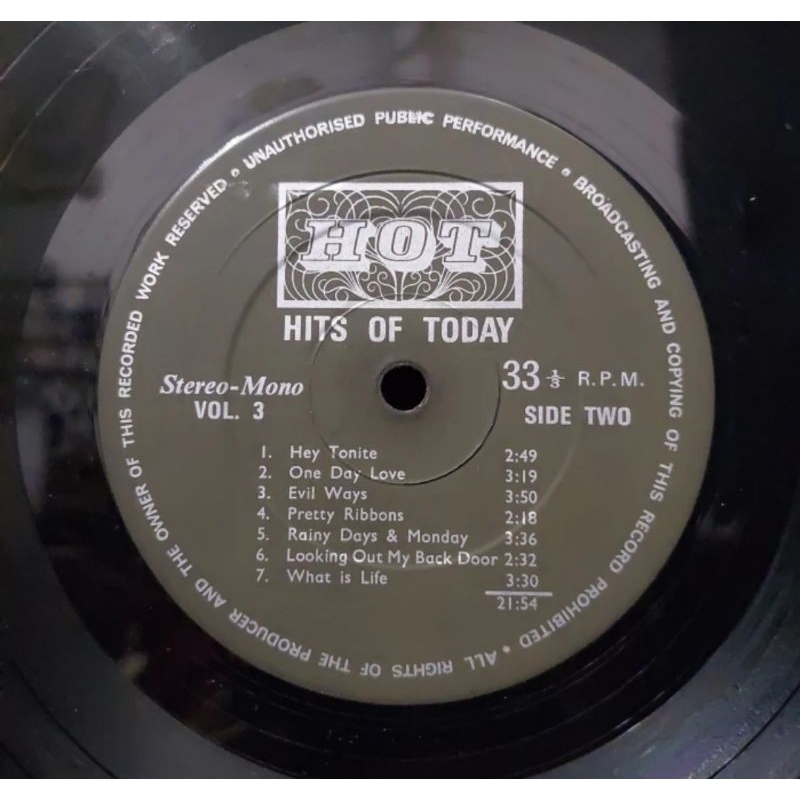 UNAUTHORISED PUBLIC PERFORMANCE • BROADCASTING AND COPYING OF THIS RECORD PROHIBITED • ALL RIGHTS OF THE PRODUCER AND THE OWNER OF THIS RECORDED WORK RESERVED •
HOT
HITS OF TODAY
Stereo-Mono
VOL. 3
33 1/3 R.P.M.
SIDE TWO
1. Hey Tonite 2:49
2. One Day Love 3:19
3. Evil Ways 3:50
4. Pretty Ribbons 2:18
5. Rainy Days & Monday 3:36
6. Looking Out My Back Door 2:32
7. What is Life 3:30
21:54